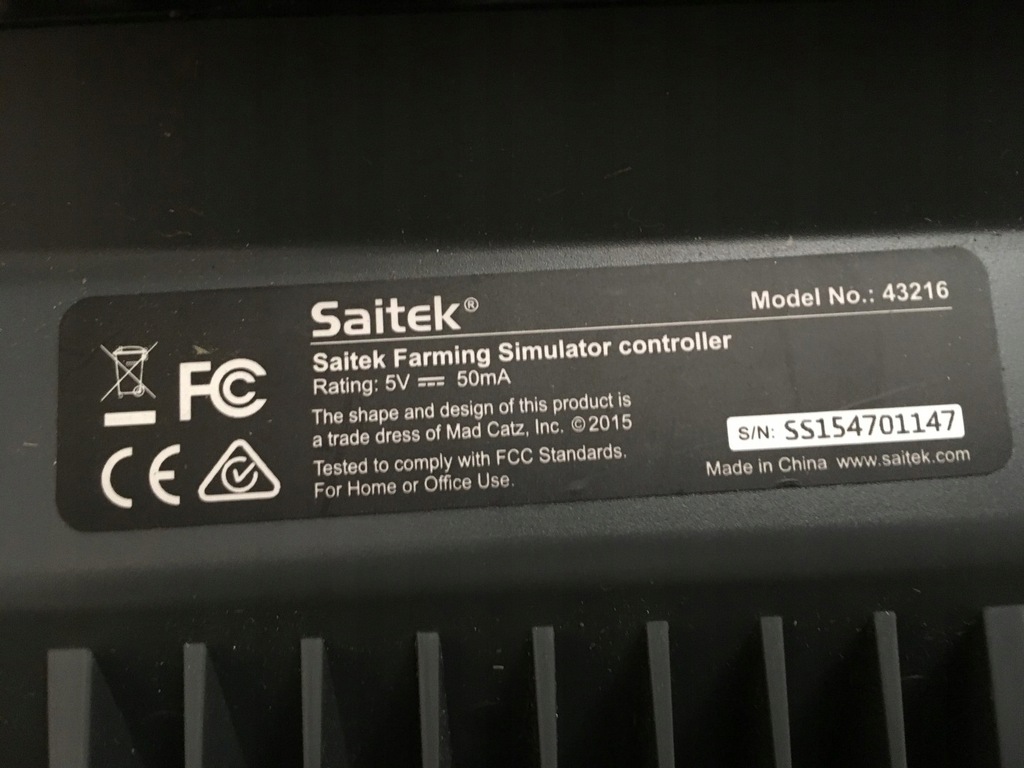 Saitek®
Model No.: 43216
Saitek Farming Simulator controller
Rating: 5V ⎓ 50mA
The shape and design of this product is
a trade dress of Mad Catz, Inc. ©2015
Tested to comply with FCC Standards.
For Home or Office Use.
S/N: SS154701147
Made in China www.saitek.com
FC
CE